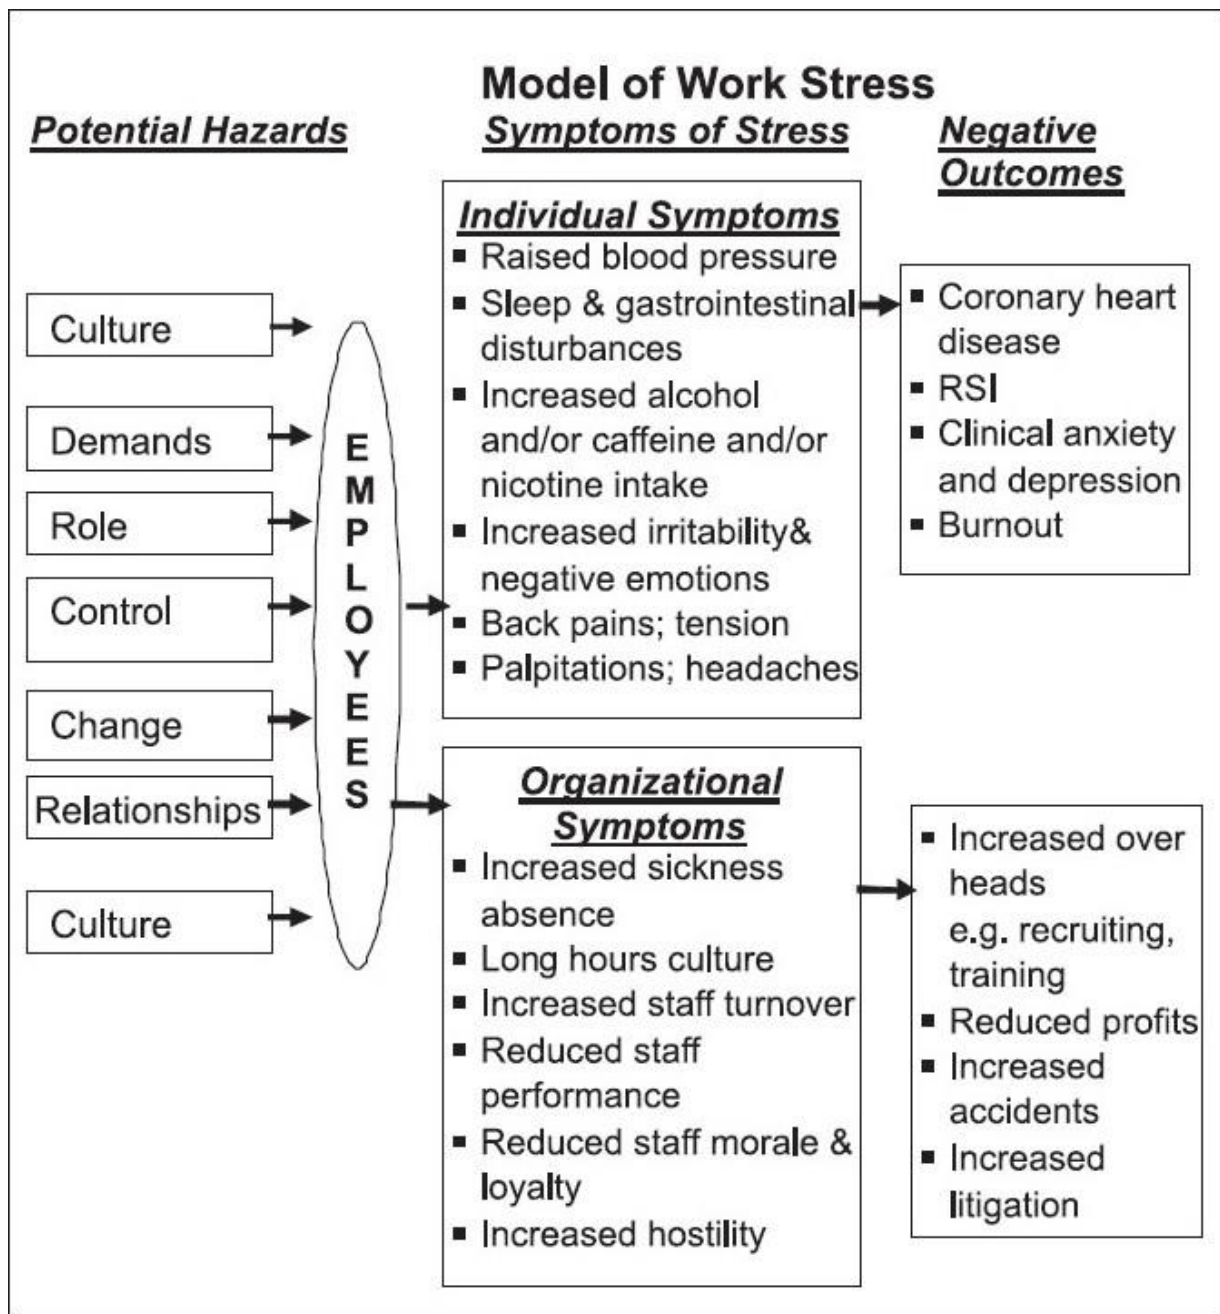 Model of Work Stress
Potential Hazards
Culture
Demands
Role
Control
Change
Relationships
Culture
EMPLOYEES
Symptoms of Stress
Individual Symptoms
▪ Raised blood pressure
▪ Sleep & gastrointestinal
disturbances
▪ Increased alcohol
and/or caffeine and/or
nicotine intake
▪ Increased irritability&
negative emotions
▪ Back pains; tension
▪ Palpitations; headaches
Organizational
Symptoms
▪ Increased sickness
absence
▪ Long hours culture
▪ Increased staff turnover
▪ Reduced staff
performance
▪ Reduced staff morale &
loyalty
▪ Increased hostility
Negative
Outcomes
▪ Coronary heart
disease
▪ RSI
▪ Clinical anxiety
and depression
▪ Burnout
▪ Increased over
heads
e.g. recruiting,
training
▪ Reduced profits
▪ Increased
accidents
▪ Increased
litigation